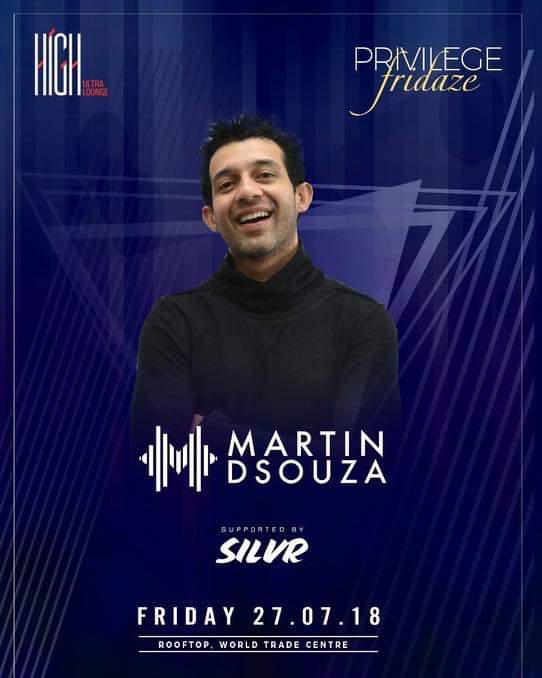 HIGH
ULTRA
LOUNGE
PRIVILEGE
fridaze
MARTIN
DSOUZA
SUPPORTED BY
SILVR
FRIDAY 27.07.18
ROOFTOP, WORLD TRADE CENTRE